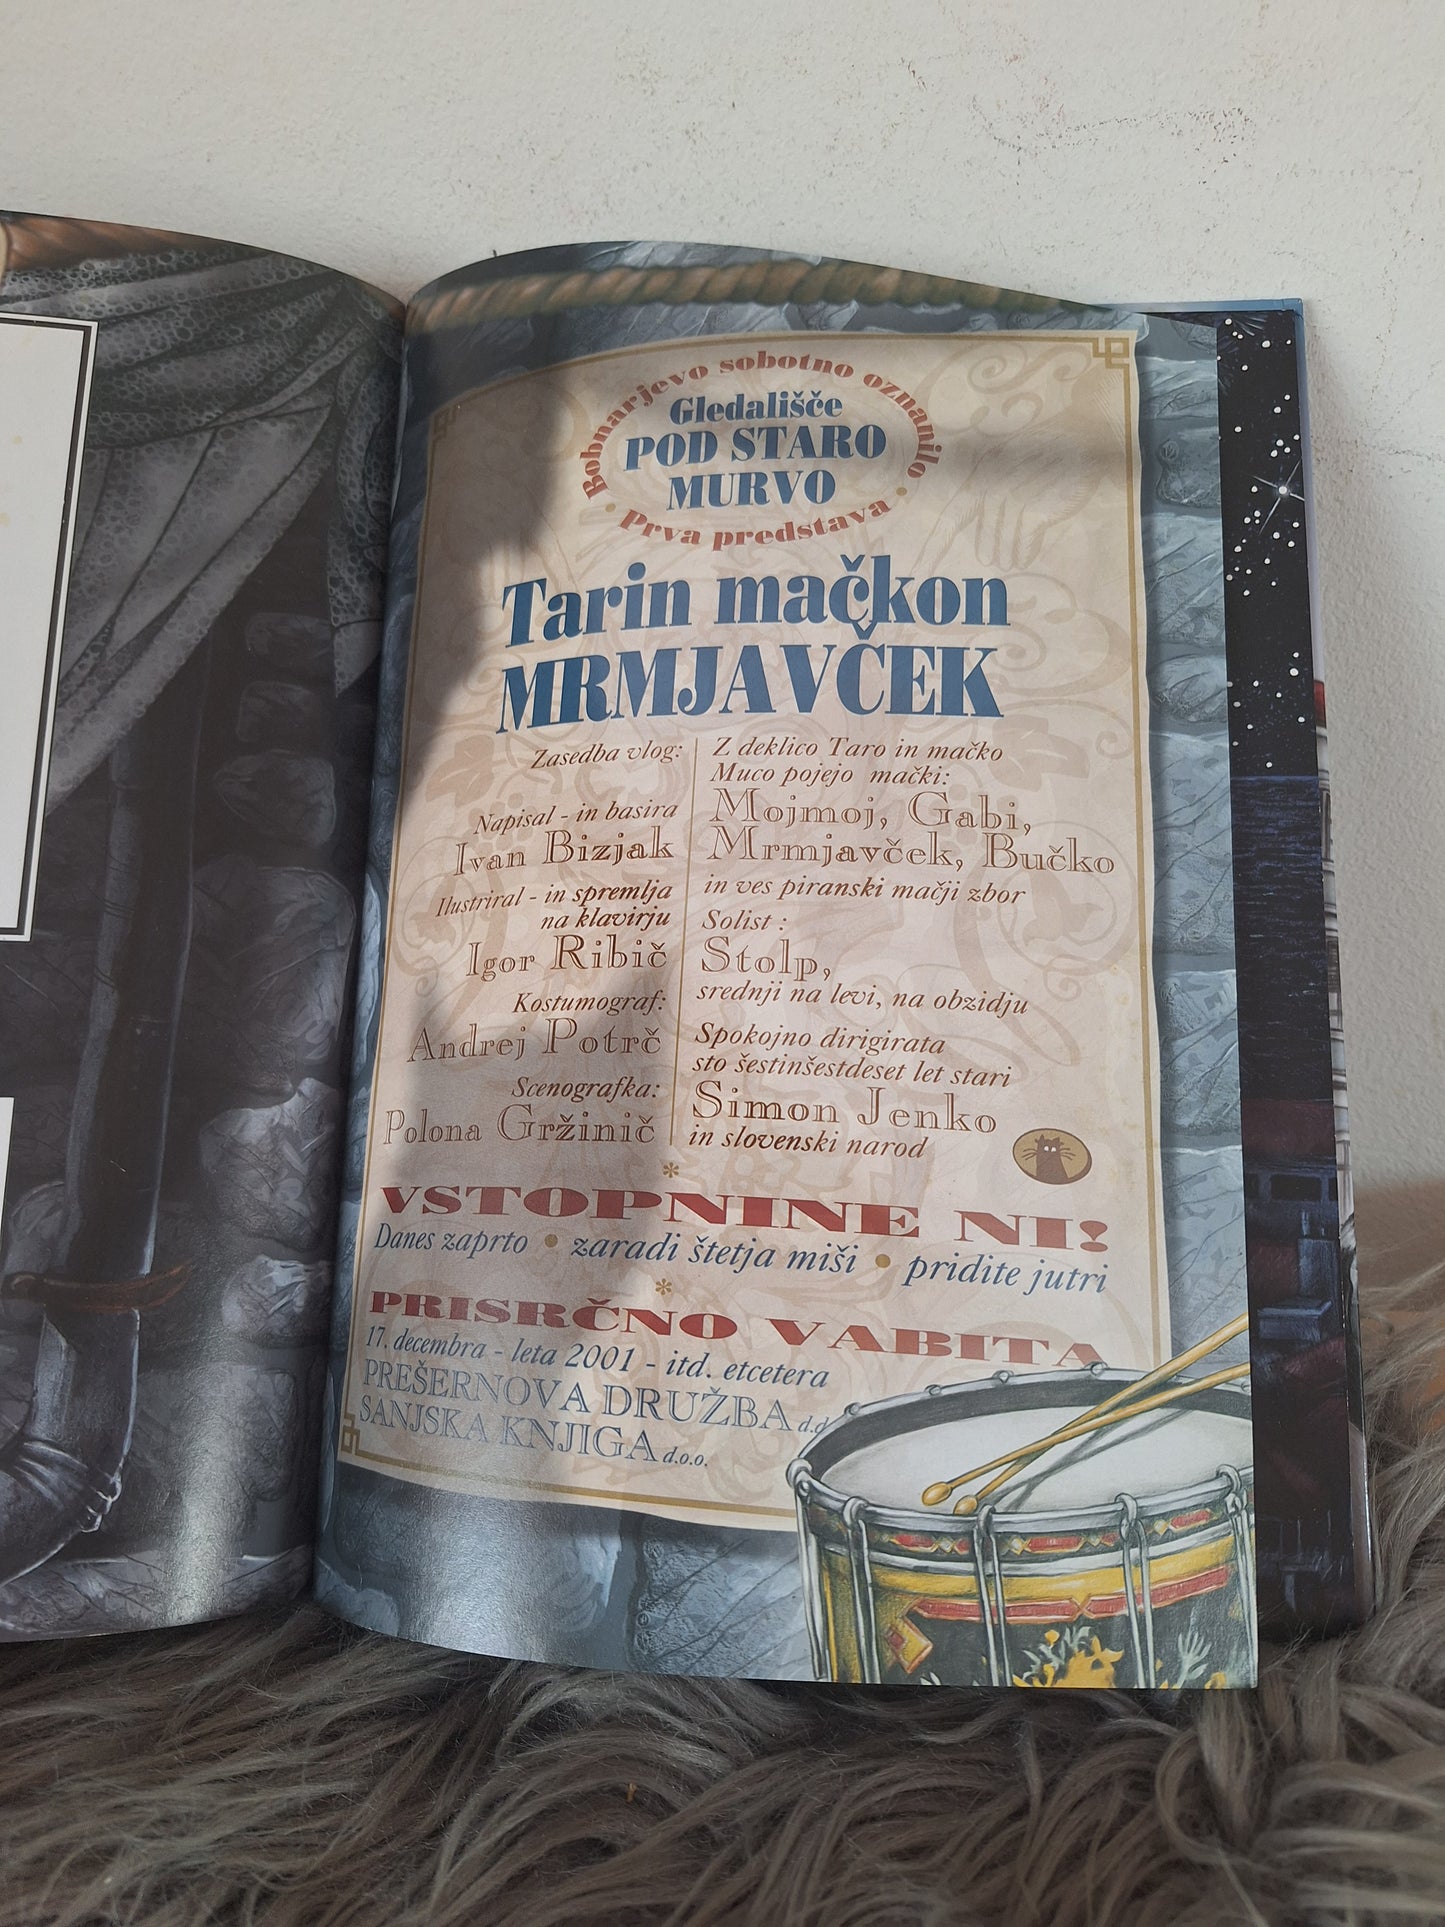 Bobnarjevo sobotno oznanilo
Gledališče
POD STARO
MURVO
• Prva predstava •
Tarin mačkon
MRMJAVČEK
Zasedba vlog:
Napisal - in basira
Ivan Bizjak
Ilustriral - in spremlja
na klavirju
Igor Ribič
Kostumograf:
Andrej Potrč
Scenografka:
Polona Gržinič
Z deklico Taro in mačko
Muco pojejo mački:
Mojmoj, Gabi,
Mrmjavček, Bučko
in ves piranski mačji zbor
Solist :
Stolp,
srednji na levi, na obzidju
Spokojno dirigirata
sto šestinšestdeset let stari
Simon Jenko
in slovenski narod
*
VSTOPNINE NI!
Danes zaprto • zaradi štetja miši • pridite jutri
*
PRISRČNO VABITA
17. decembra - leta 2001 - itd. etcetera
PREŠERNOVA DRUŽBA d.d
SANJSKA KNJIGA d.o.o.